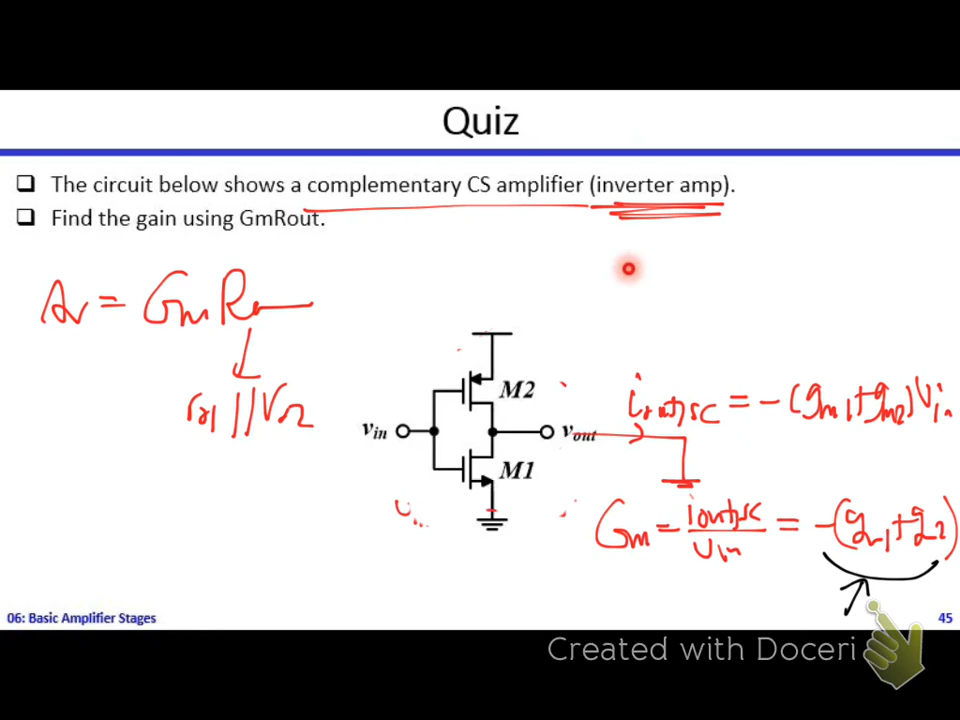 Quiz
The circuit below shows a complementary CS amplifier (inverter amp).
Find the gain using GmRout.
Av = Gm Rout
ro1 // ro2
M2
vin
vout
M1
iout,sc = -(gm1+gm2)Vin
Gm = iout,sc / Vin = -(gm1+gm2)
06: Basic Amplifier Stages
45
Created with Doceri